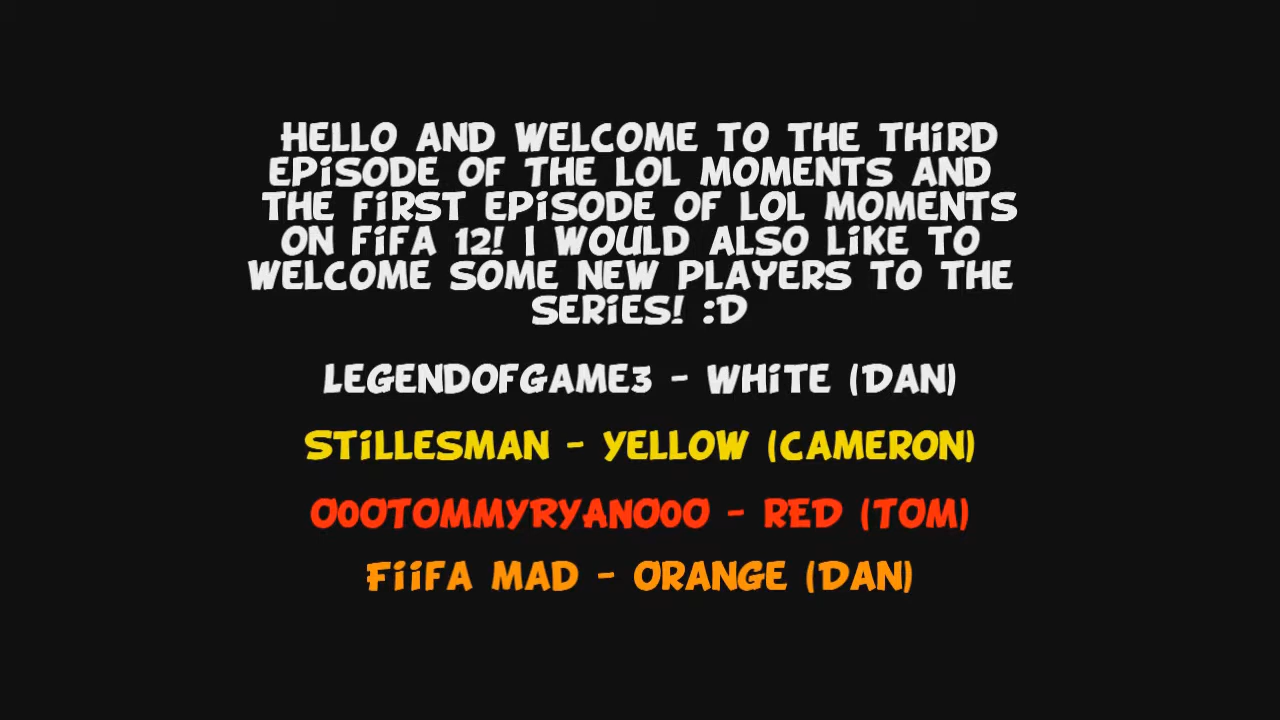 HELLO AND WELCOME TO THE THiRD
EPiSODE OF THE LOL MOMENTS AND
THE FiRST EPiSODE OF LOL MOMENTS
ON FiFA 12! I WOULD ALSO LiKE TO
WELCOME SOME NEW PLAYERS TO THE
SERiES! :D
LEGENDOFGAME3 - WHiTE (DAN)
STiLLESMAN - YELLOW (CAMERON)
O0OTOMMYRYANO0O - RED (TOM)
FiiFA MAD - ORANGE (DAN)